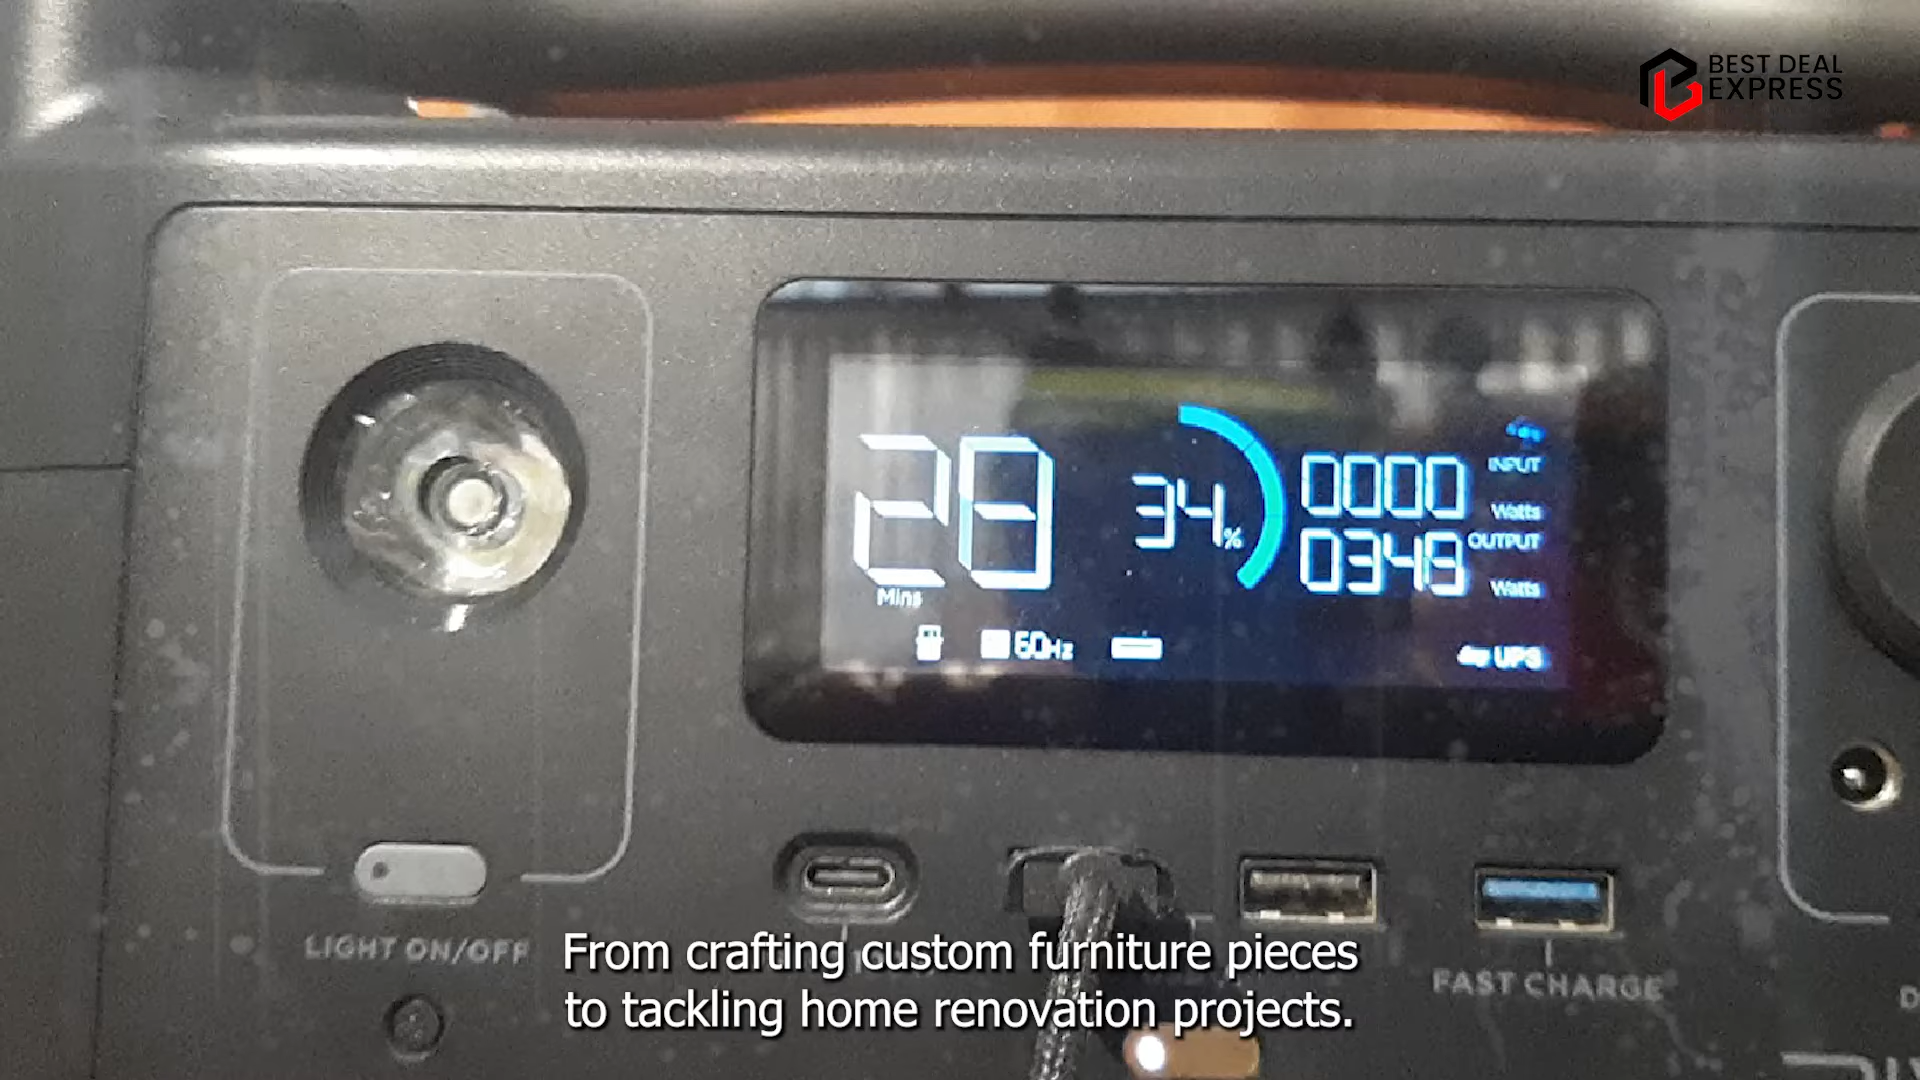 BEST DEAL
EXPRESS
28
Mins
34%
0000
INPUT
Watts
0349
OUTPUT
Watts
60Hz
UPS
LIGHT ON/OFF
FAST CHARGE
From crafting custom furniture pieces
to tackling home renovation projects.